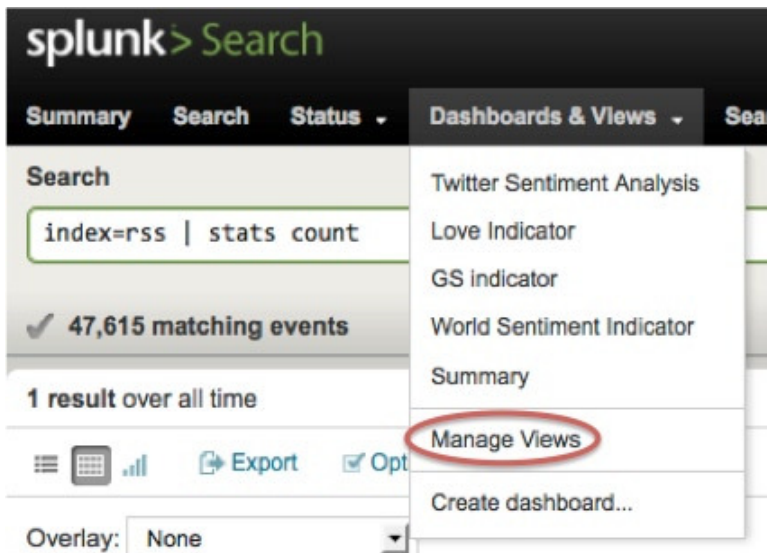 splunk> Search
Summary Search Status Dashboards & Views
Search
index=rss | stats count
47,615 matching events
1 result over all time
Export
Overlay: None
Twitter Sentiment Analysis
Love Indicator
GS indicator
World Sentiment Indicator
Summary
Manage Views
Create dashboard...